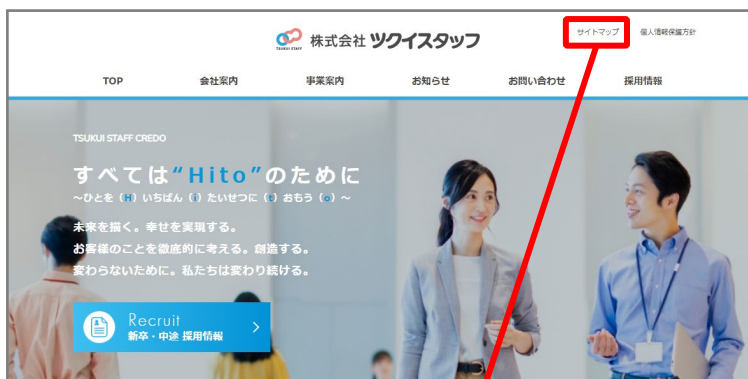 TSUKUI STAFF
株式会社 ツクイスタッフ
サイトマップ
個人情報保護方針
TOP
会社案内
事業案内
お知らせ
お問い合わせ
採用情報
TSUKUI STAFF CREDO
すべては“Hito”のために
～ひとを（H）いちばん（i）たいせつに（t）おもう（o）～
未来を描く。幸せを実現する。
お客様のことを徹底的に考える。創造する。
変わらないために。私たちは変わり続ける。
Recruit
新卒・中途 採用情報